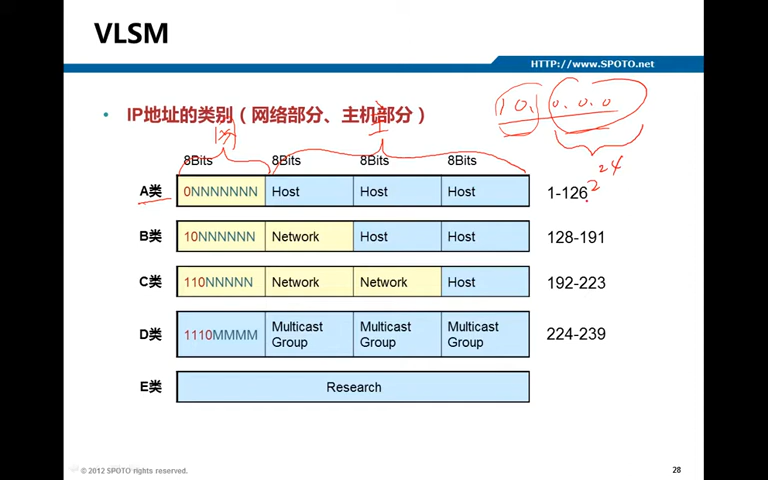 VLSM
HTTP://www.SPOTO.net
• IP地址的类别（网络部分、主机部分）
10.0.0.0
2 24
8Bits 8Bits 8Bits 8Bits
A类 0NNNNNNN Host Host Host 1-126
B类 10NNNNNN Network Host Host 128-191
C类 110NNNNN Network Network Host 192-223
D类 1110MMMM Multicast Group Multicast Group Multicast Group 224-239
E类 Research
© 2012 SPOTO rights reserved.
28